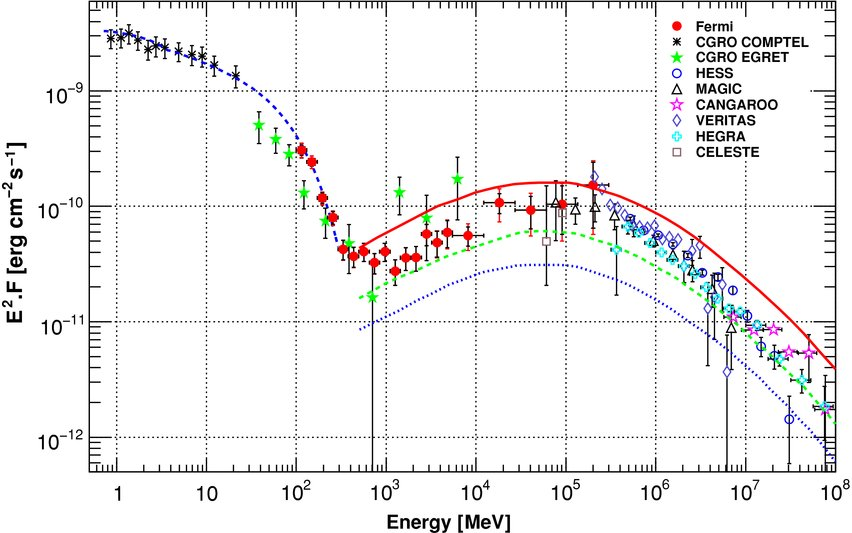 Fermi
CGRO COMPTEL
CGRO EGRET
HESS
MAGIC
CANGAROO
VERITAS
HEGRA
CELESTE
E².F [erg cm⁻² s⁻¹]
10⁻⁹
10⁻¹⁰
10⁻¹¹
10⁻¹²
1 10 10² 10³ 10⁴ 10⁵ 10⁶ 10⁷ 10⁸
Energy [MeV]